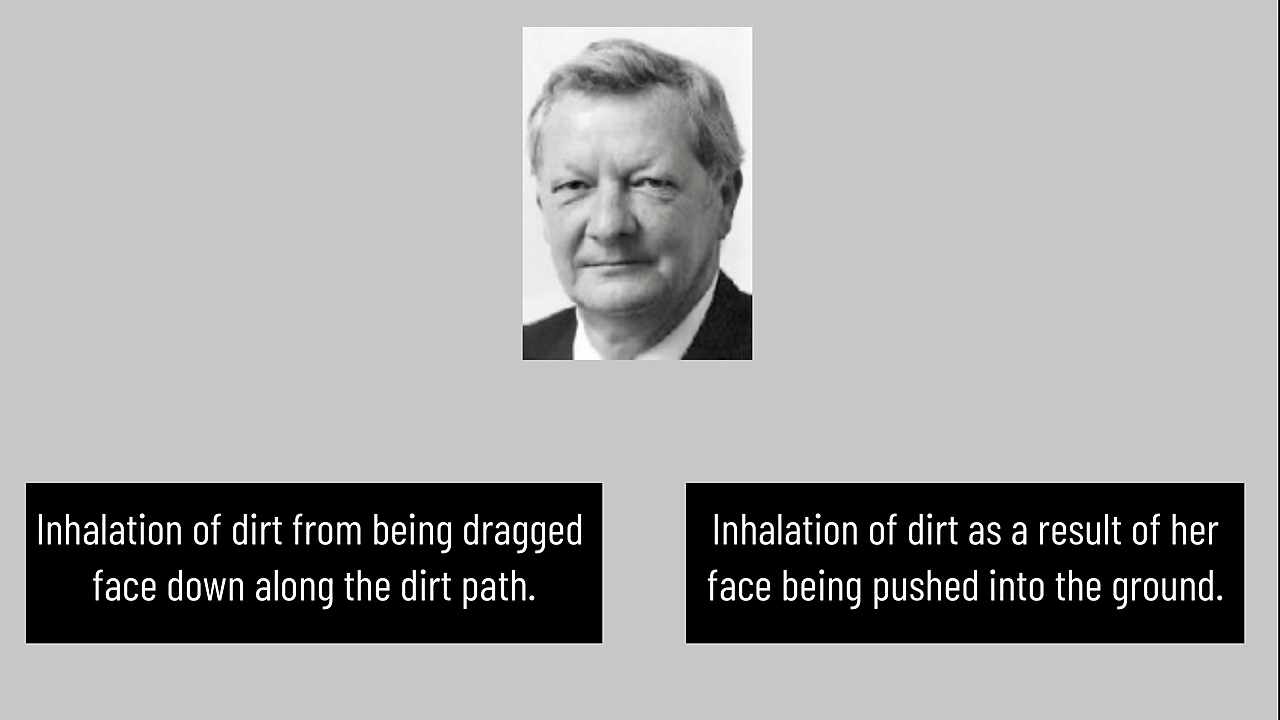 Inhalation of dirt from being dragged
face down along the dirt path.
Inhalation of dirt as a result of her
face being pushed into the ground.